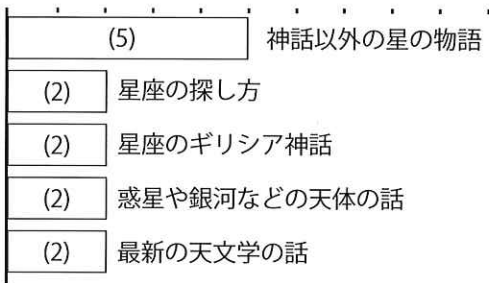 (5) 神話以外の星の物語
(2) 星座の探し方
(2) 星座のギリシア神話
(2) 惑星や銀河などの天体の話
(2) 最新の天文学の話